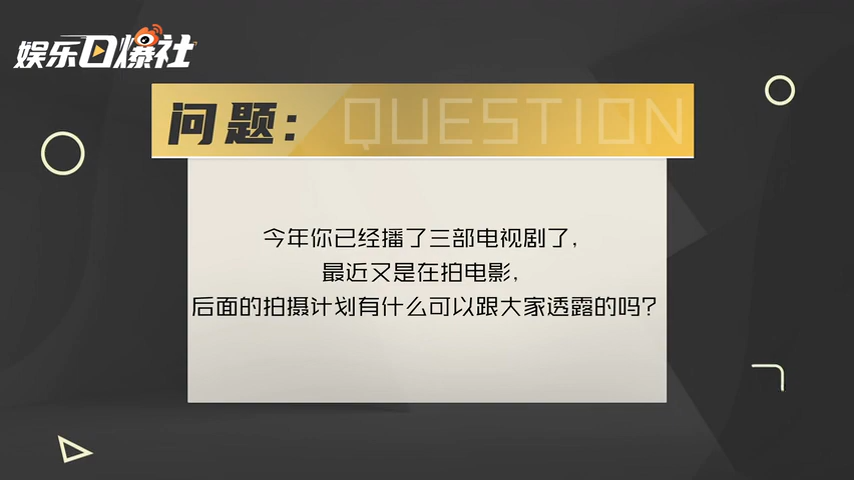 娱乐日爆社
问题：
QUESTION
今年你已经播了三部电视剧了，
最近又是在拍电影，
后面的拍摄计划有什么可以跟大家透露的吗？